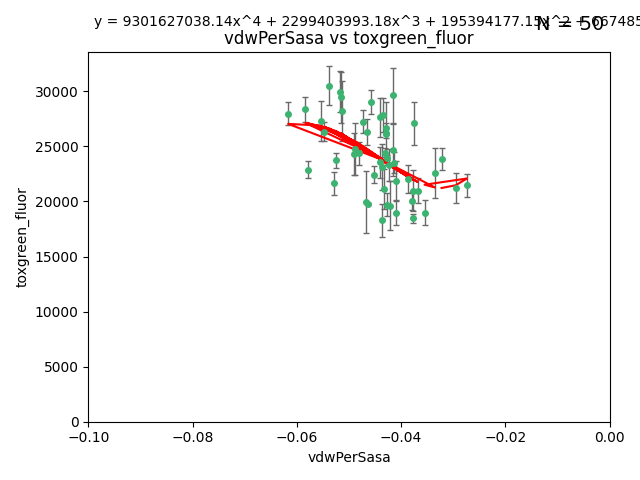 y = 9301627038.14x^4 + 2299403993.18x^3 + 195394177.15x^2 + 667485
N = 50
vdwPerSasa vs toxgreen_fluor
30000
25000
20000
15000
10000
5000
0
toxgreen_fluor
−0.10
−0.08
−0.06
−0.04
−0.02
0.00
vdwPerSasa